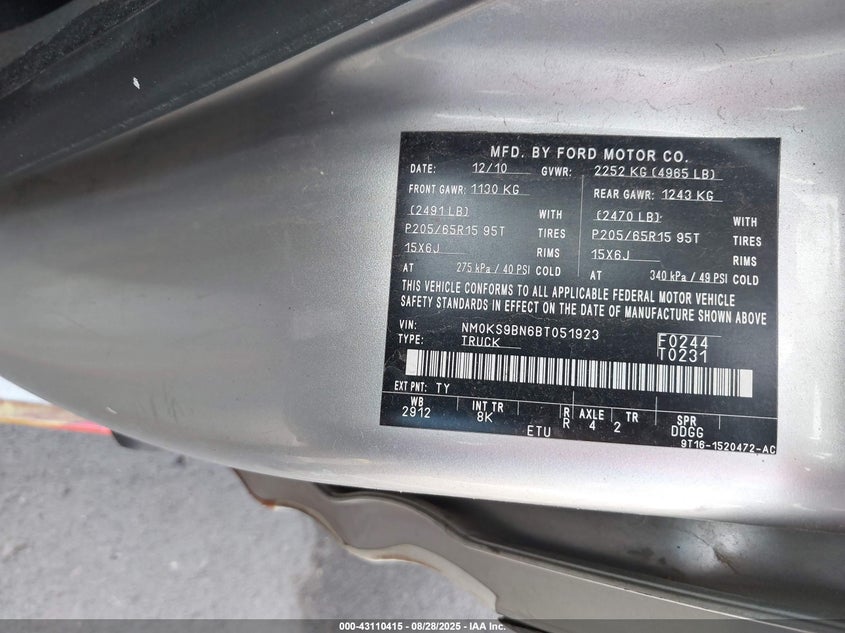 MFD. BY FORD MOTOR CO.
DATE: 12/10 GVWR: 2252 KG (4965 LB)
FRONT GAWR: 1130 KG REAR GAWR: 1243 KG
(2491 LB) WITH (2470 LB) WITH
P205/65R15 95T TIRES P205/65R15 95T TIRES
15X6J RIMS 15X6J RIMS
AT 275 kPa / 40 PSI COLD AT 340 kPa / 49 PSI COLD
THIS VEHICLE CONFORMS TO ALL APPLICABLE FEDERAL MOTOR VEHICLE
SAFETY STANDARDS IN EFFECT ON THE DATE OF MANUFACTURE SHOWN ABOVE
VIN: NM0KS9BN6BT051923 F0244
TYPE: TRUCK T0231
EXT PNT: TY
WB INT TR RR AXLE TR SPR
2912 8K 4 2 DDGG
ETU 9T16-1520472-AC
000-43110415 - 08/28/2025 - IAA Inc.